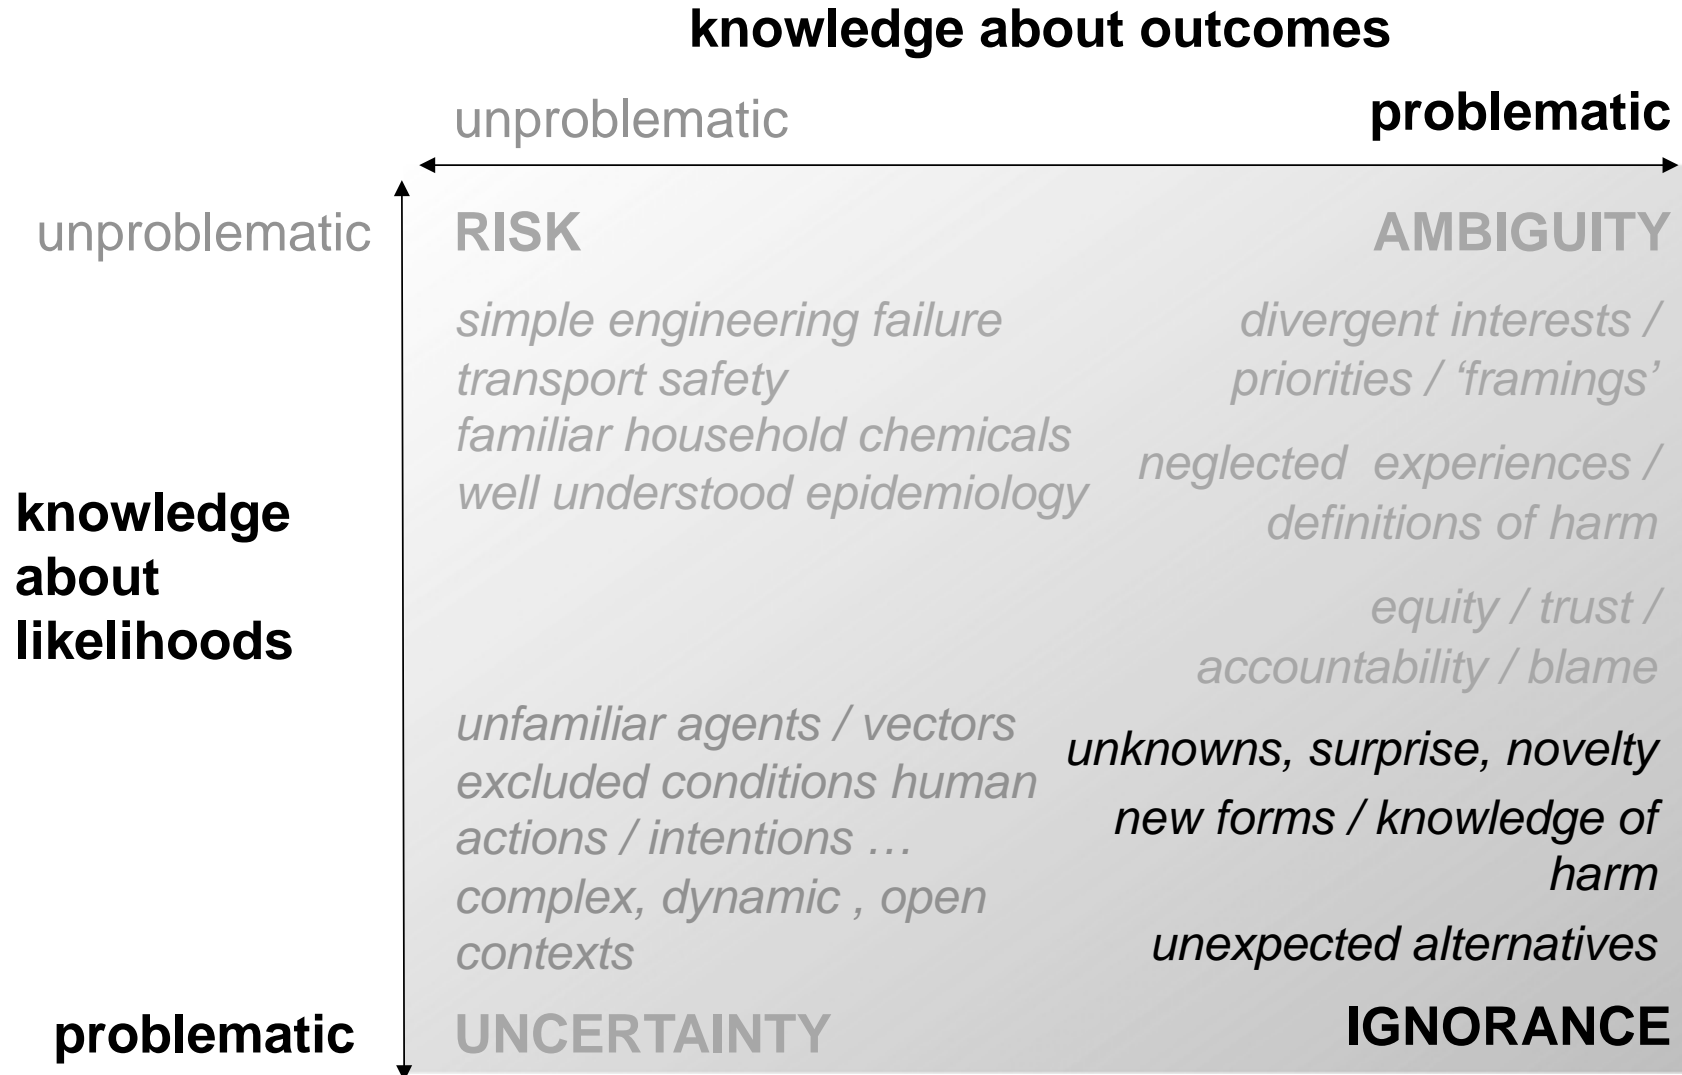 knowledge about outcomes
unproblematic
problematic
unproblematic
RISK
AMBIGUITY
simple engineering failure
transport safety
familiar household chemicals
well understood epidemiology
divergent interests /
priorities / ‘framings’
neglected  experiences /
definitions of harm
equity / trust /
accountability / blame
knowledge
about
likelihoods
unfamiliar agents / vectors
excluded conditions human
actions / intentions …
complex, dynamic , open
contexts
unknowns, surprise, novelty
new forms / knowledge of
harm
unexpected alternatives
problematic
UNCERTAINTY
IGNORANCE